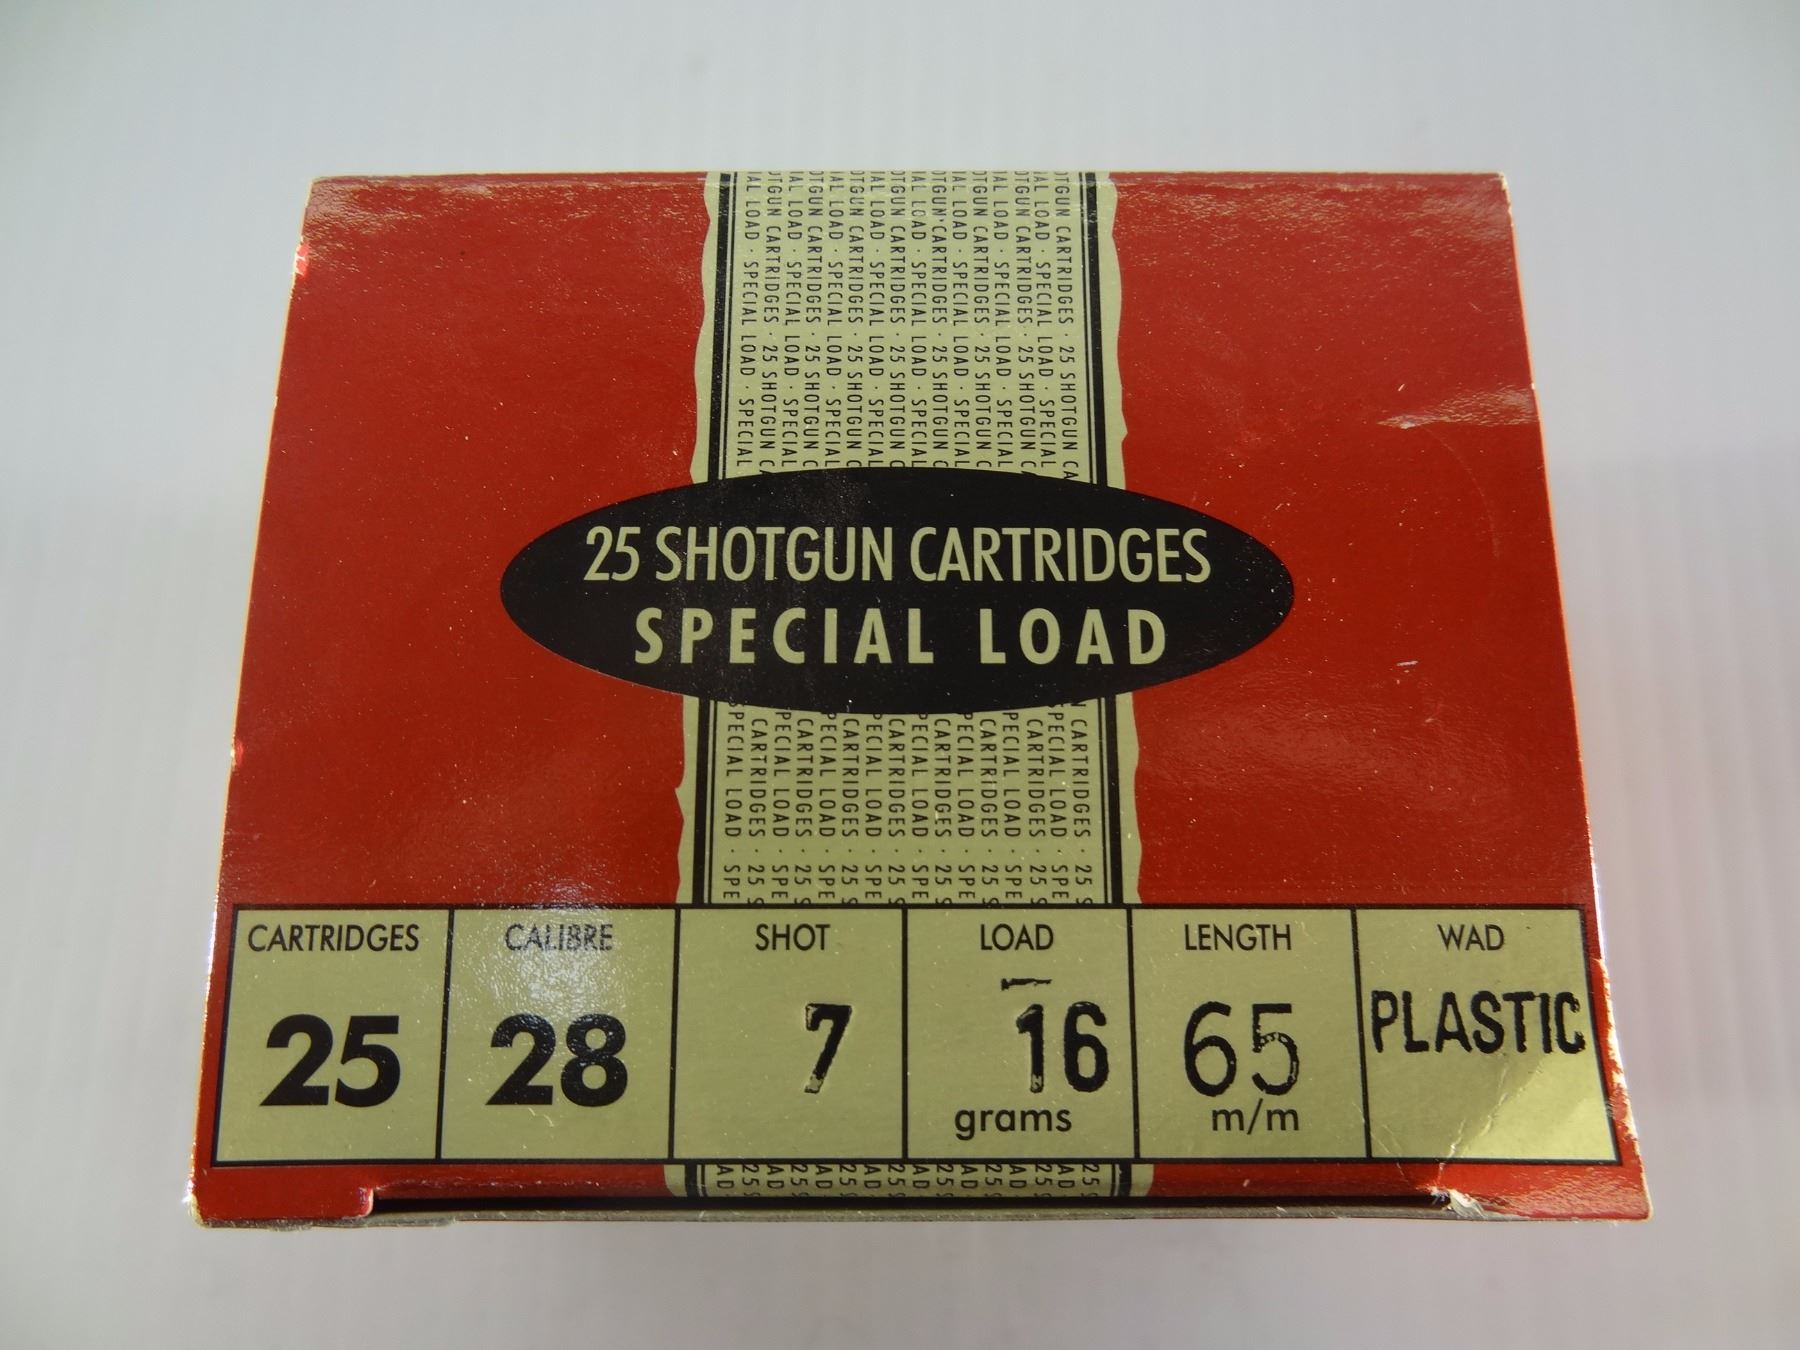 25 SHOTGUN CARTRIDGES
SPECIAL LOAD
CARTRIDGES CALIBRE SHOT LOAD LENGTH WAD
25 28 7 16 65 PLASTIC
grams m/m